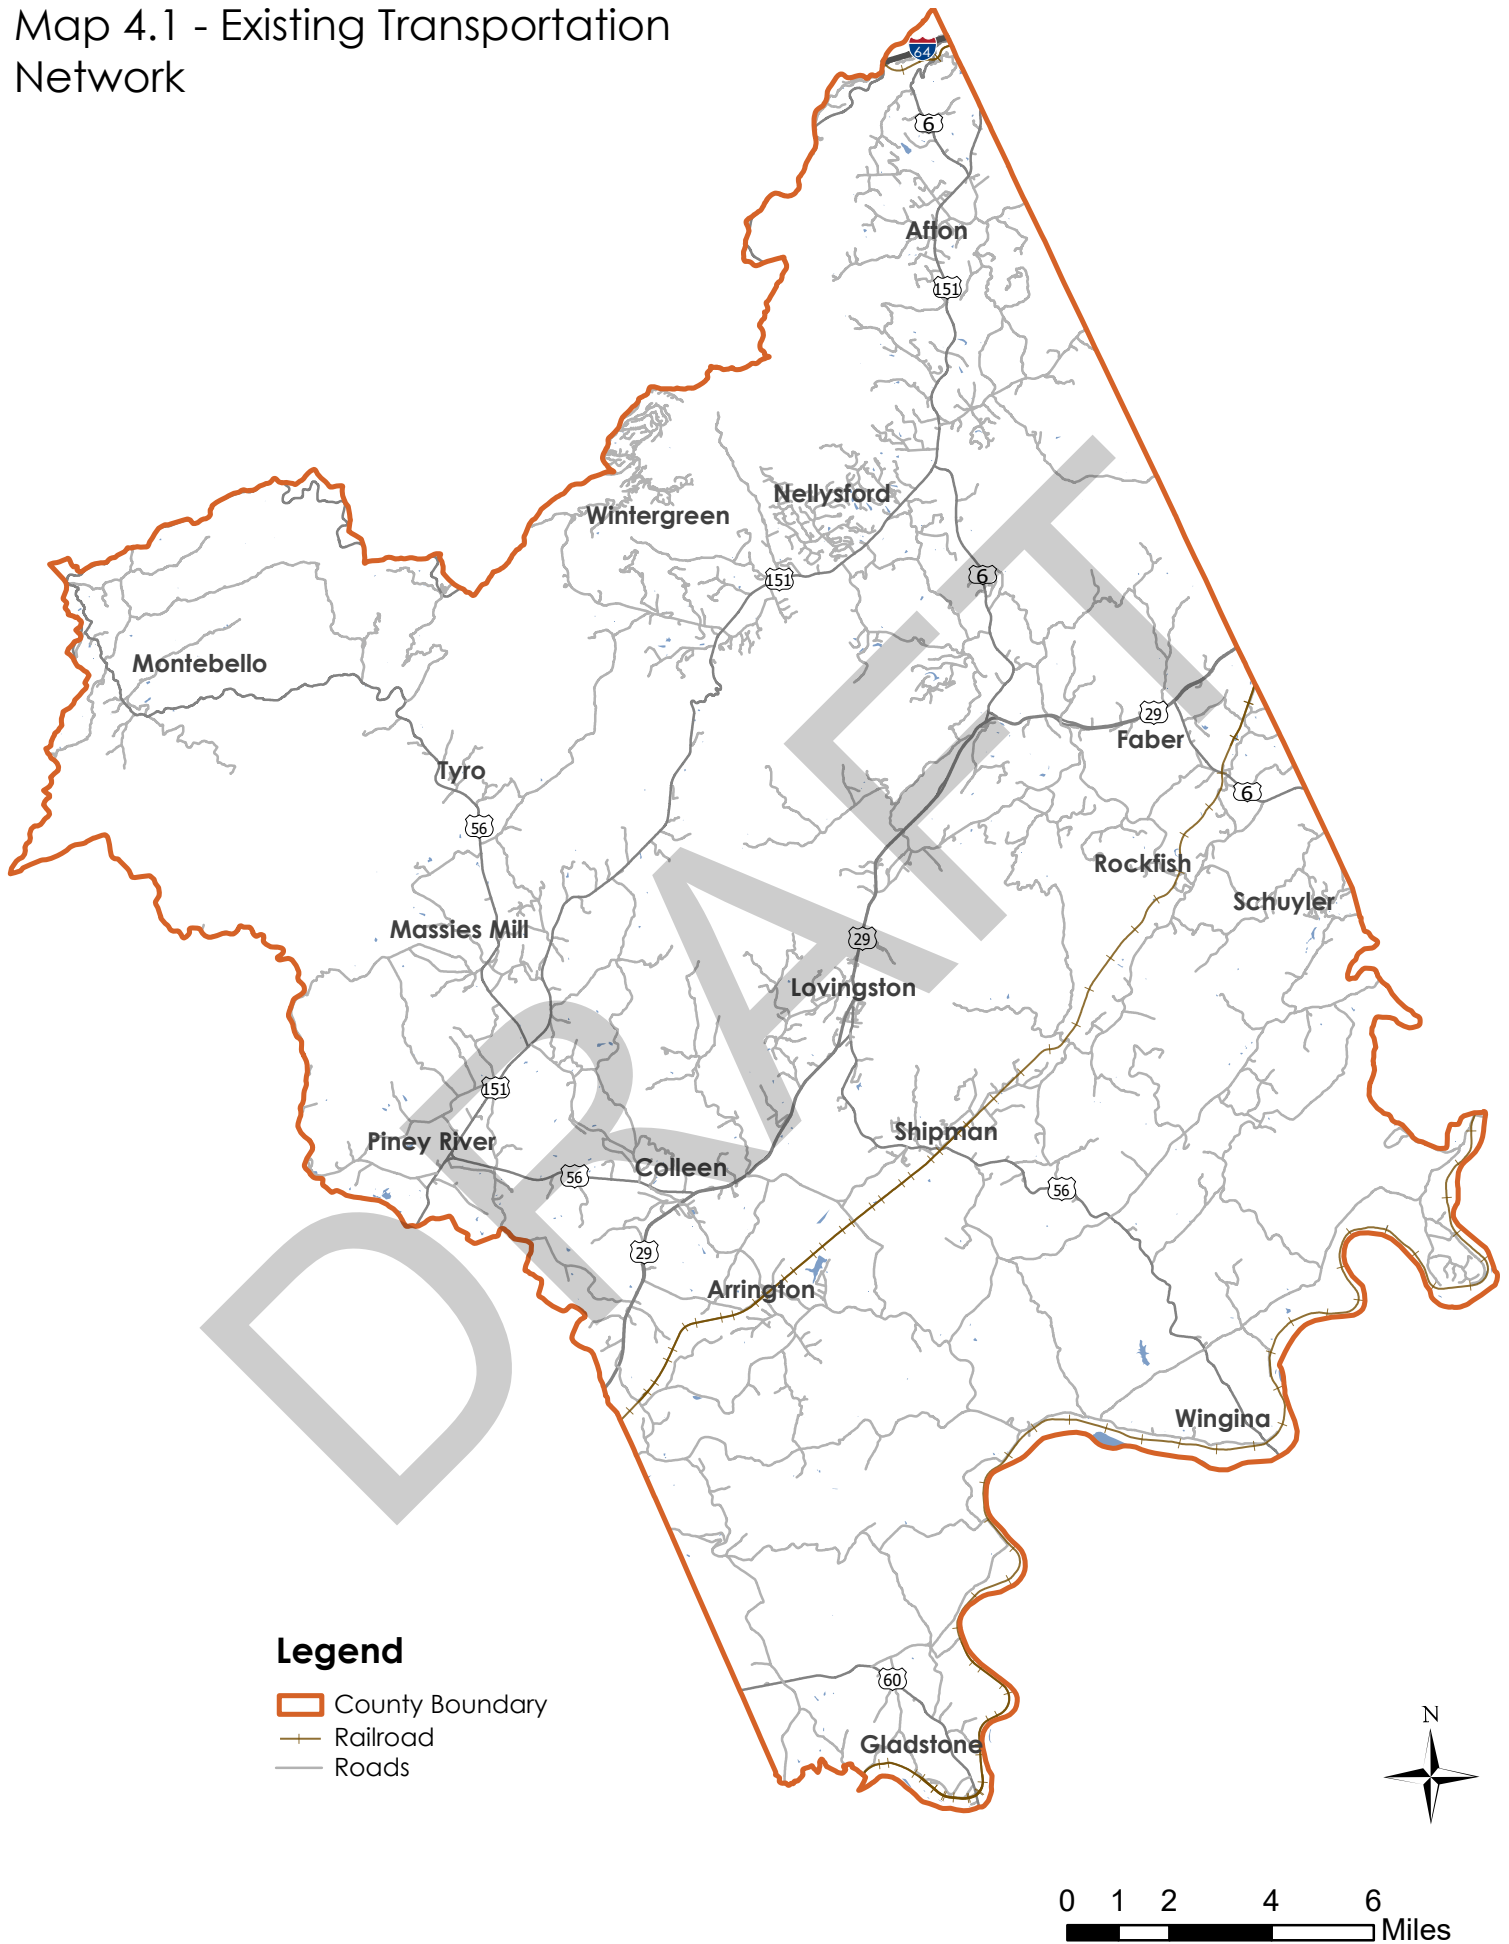 Map 4.1 - Existing Transportation
Network
64
6
Afton
151
Nellysford
Wintergreen
6
151
Montebello
29
Faber
Tyro
6
56
Rockfish
Schuyler
Massies Mill
29
Lovingston
151
Shipman
Piney River
Colleen
56
56
29
Arrington
Wingina
60
Gladstone
DRAFT
Legend
County Boundary
Railroad
Roads
N
0 1 2 4 6
Miles